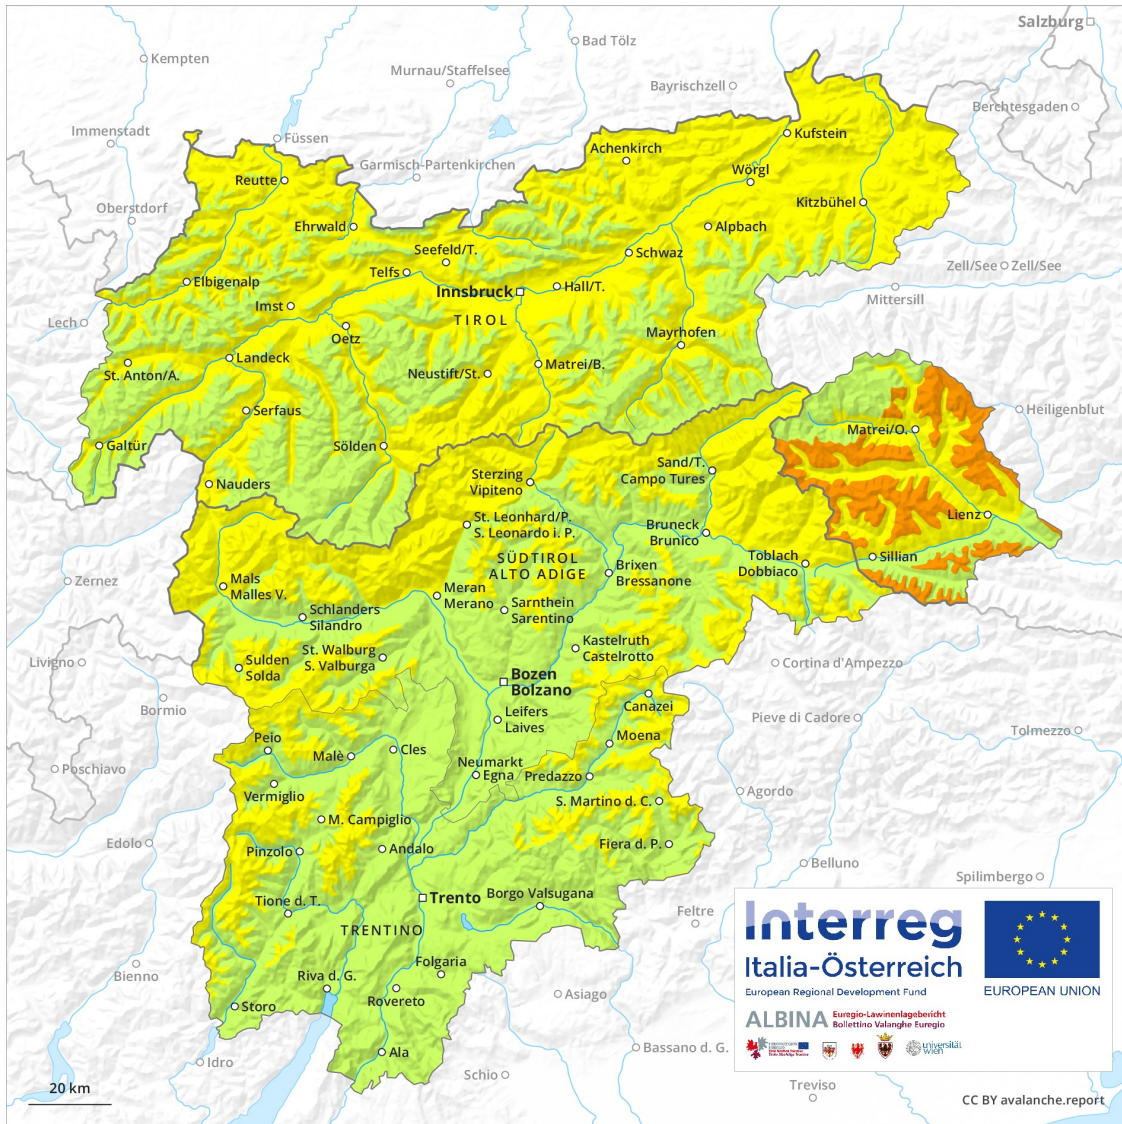 Salzburg
Bad Tölz
Kempten
Murnau/Staffelsee
Bayrischzell
Berchtesgaden
Immenstadt
Füssen
Kufstein
Achenkirch
Garmisch-Partenkirchen
Wörgl
Reutte
Kitzbühel
Oberstdorf
Ehrwald
Alpbach
Seefeld/T.
Schwaz
Telfs
Zell/See
Zell/See
Elbigenalp
Innsbruck
Hall/T.
Mittersill
Imst
TIROL
Lech
Oetz
Mayrhofen
Landeck
St. Anton/A.
Neustift/St.
Matrei/B.
Serfaus
Heiligenblut
Matrei/O.
Galtür
Sölden
Sand/T.
Campo Tures
Sterzing
Vipiteno
Nauders
St. Leonhard/P.
S. Leonardo i. P.
Lienz
Bruneck
Brunico
SÜDTIROL
ALTO ADIGE
Toblach
Dobbiaco
Sillian
Brixen
Bressanone
Zernez
Mals
Malles V.
Meran
Merano
Schlanders
Silandro
Sarnthein
Sarentino
St. Walburg
S. Valburga
Kastelruth
Castelrotto
Livigno
Sulden
Solda
Cortina d'Ampezzo
Bozen
Bolzano
Bormio
Canazei
Leifers
Laives
Pieve di Cadore
Tolmezzo
Peio
Moena
Malè
Cles
Neumarkt
Egna
Predazzo
Poschiavo
Vermiglio
Agordo
S. Martino d. C.
M. Campiglio
Edolo
Pinzolo
Andalo
Fiera d. P.
Belluno
Spilimbergo
Tione d. T.
Trento
Borgo Valsugana
Feltre
TRENTINO
Bienno
Folgaria
Riva d. G.
Rovereto
Asiago
Storo
Idro
Ala
Schio
Bassano d. G.
Treviso
20 km
Interreg
Italia-Österreich
European Regional Development Fund
EUROPEAN UNION
ALBINA
Euregio-Lawinenlagebericht
Bollettino Valanghe Euregio
universität
wien
CC BY avalanche.report